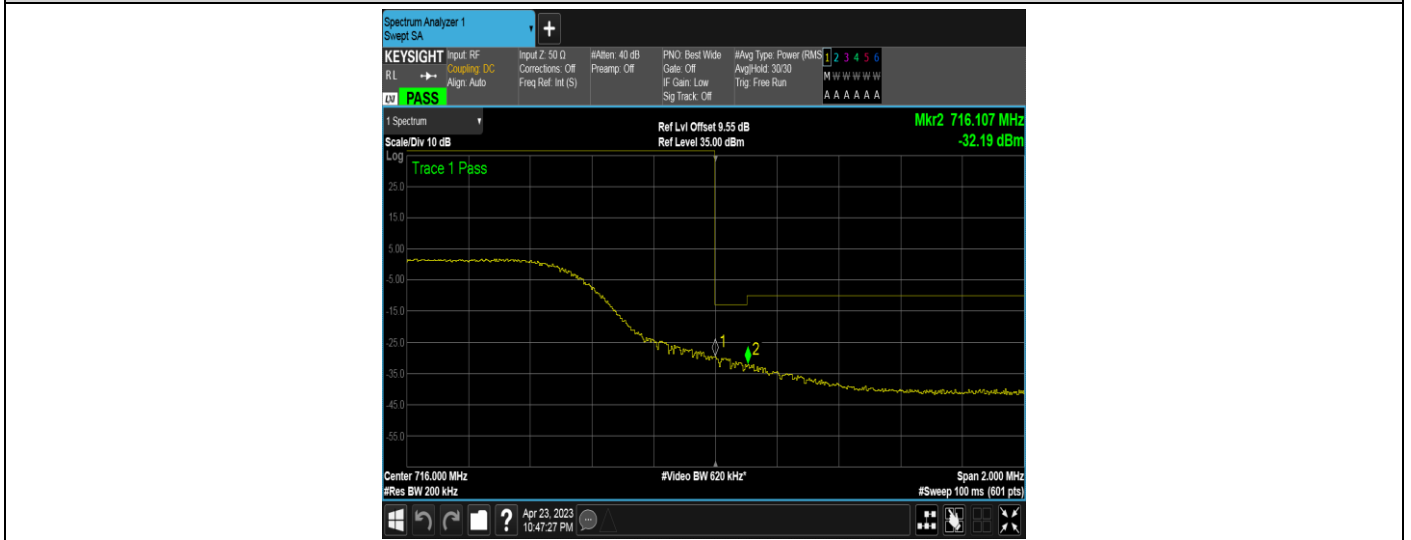 Spectrum Analyzer 1
Swept SA
+
KEYSIGHT
RL
Input: RF
Coupling: DC
Align: Auto
Input Z: 50 Ω
Corrections: Off
Freq Ref: Int (S)
#Atten: 40 dB
Preamp: Off
PNO: Best Wide
Gate: Off
IF Gain: Low
Sig Track: Off
#Avg Type: Power (RMS
Avg|Hold: 30/30
Trig: Free Run
1 2 3 4 5 6
M W W W W W
A A A A A A
LXI PASS
1 Spectrum
Scale/Div 10 dB
Ref Lvl Offset 9.55 dB
Ref Level 35.00 dBm
Mkr2 716.107 MHz
-32.19 dBm
Log
Trace 1 Pass
25.0
15.0
5.00
-5.00
-15.0
-25.0
-35.0
-45.0
-55.0
1
2
Center 716.000 MHz
#Res BW 200 kHz
#Video BW 620 kHz*
Span 2.000 MHz
#Sweep 100 ms (601 pts)
?
Apr 23, 2023
10:47:27 PM